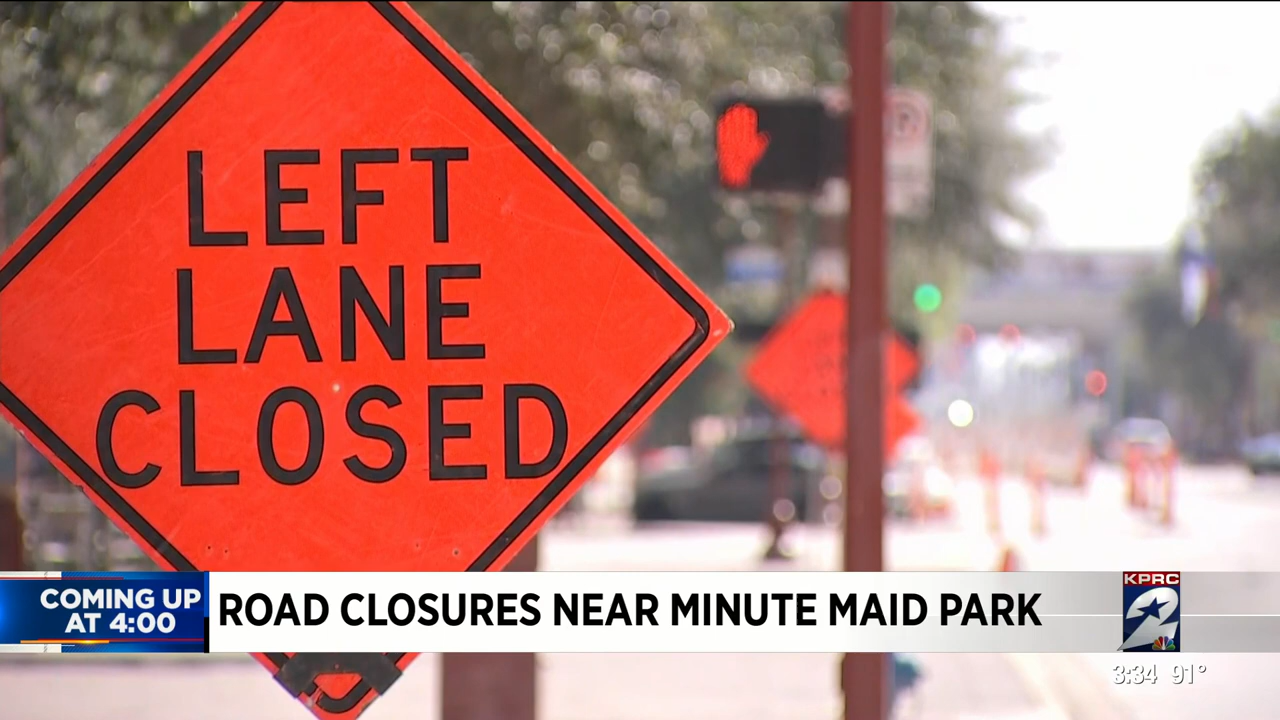 LEFT
LANE
CLOSED
COMING UP
AT 4:00
ROAD CLOSURES NEAR MINUTE MAID PARK
KPRC
2
3:34 91°